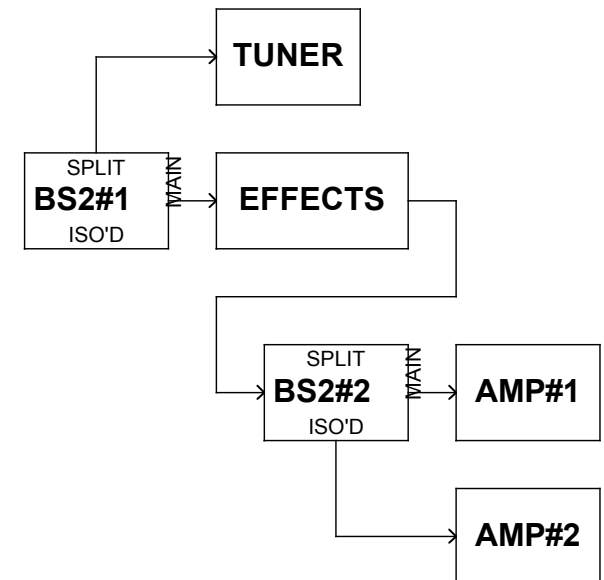 TUNER
SPLIT
BS2#1
ISO'D
MAIN
EFFECTS
SPLIT
BS2#2
ISO'D
MAIN
AMP#1
AMP#2